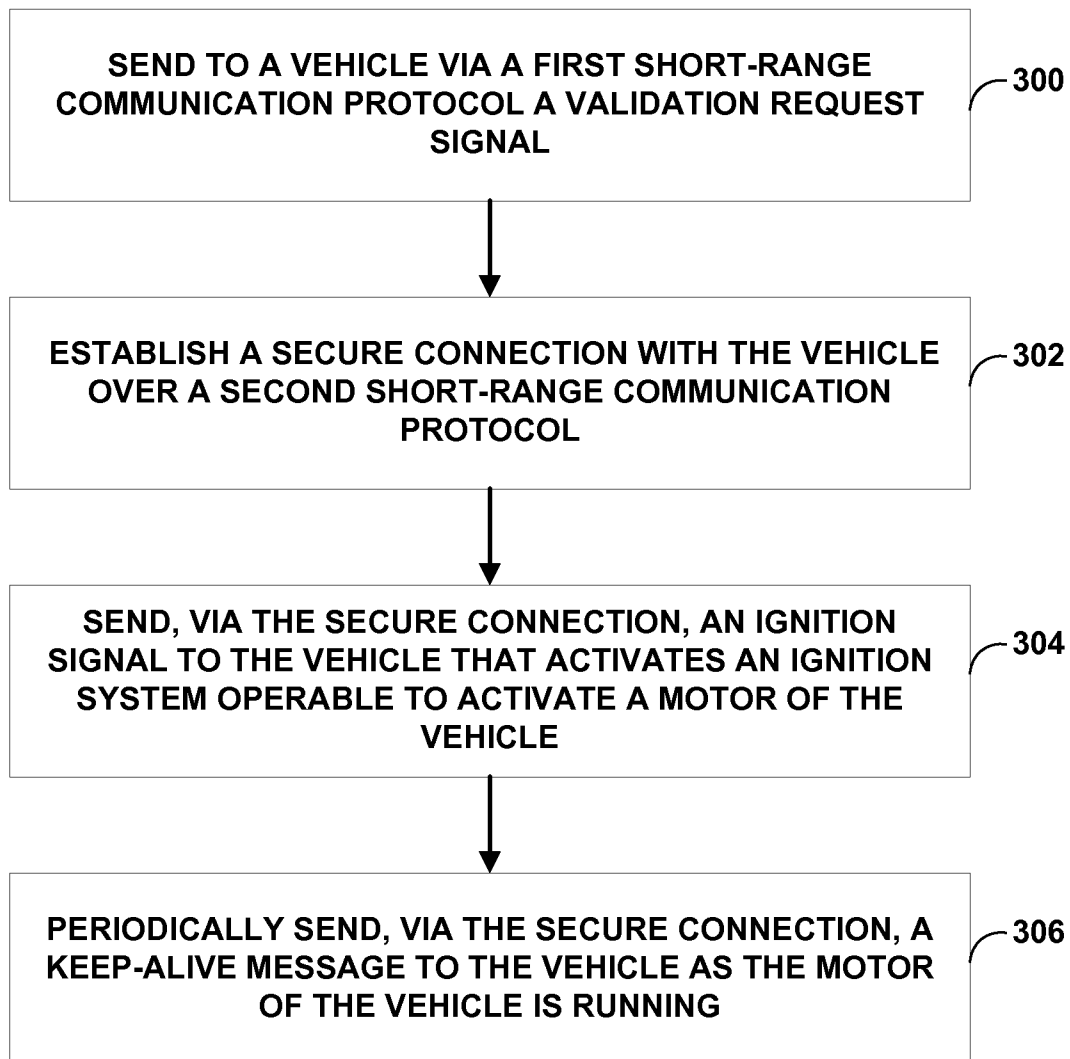 SEND TO A VEHICLE VIA A FIRST SHORT-RANGE
COMMUNICATION PROTOCOL A VALIDATION REQUEST
SIGNAL
300
ESTABLISH A SECURE CONNECTION WITH THE VEHICLE
OVER A SECOND SHORT-RANGE COMMUNICATION
PROTOCOL
302
SEND, VIA THE SECURE CONNECTION, AN IGNITION
SIGNAL TO THE VEHICLE THAT ACTIVATES AN IGNITION
SYSTEM OPERABLE TO ACTIVATE A MOTOR OF THE
VEHICLE
304
PERIODICALLY SEND, VIA THE SECURE CONNECTION, A
KEEP-ALIVE MESSAGE TO THE VEHICLE AS THE MOTOR
OF THE VEHICLE IS RUNNING
306